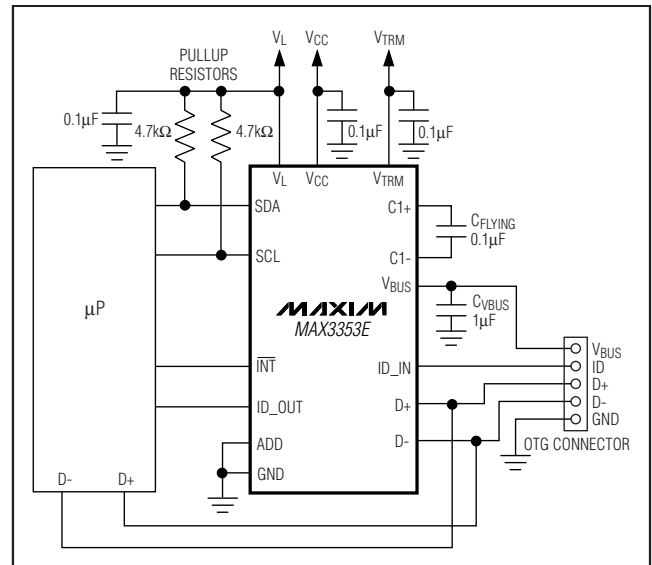 VL VCC VTRM
PULLUP
RESISTORS
0.1µF 4.7kΩ 4.7kΩ 0.1µF 0.1µF
VL VCC VTRM
SDA C1+
CFLYING
0.1µF
SCL C1-
VBUS
µP MAXIM CVBUS
MAX3353E 1µF
VBUS
INT ID_IN ID
D+
ID_OUT D+ D-
GND
ADD D- OTG CONNECTOR
GND
D- D+